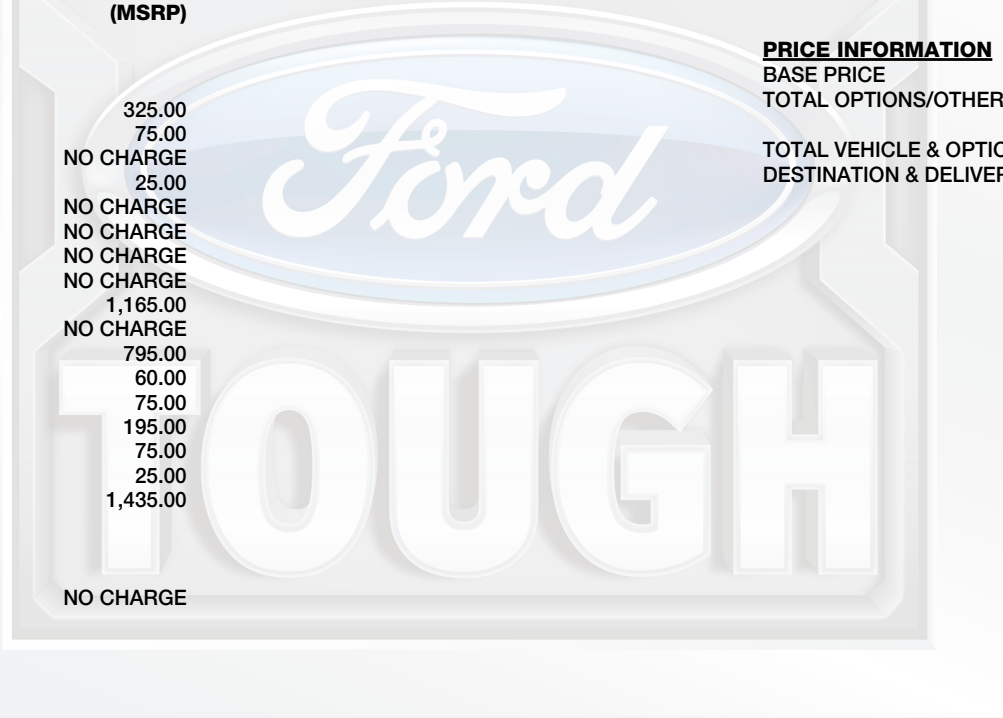 (MSRP)
325.00
75.00
NO CHARGE
25.00
NO CHARGE
NO CHARGE
NO CHARGE
NO CHARGE
1,165.00
NO CHARGE
795.00
60.00
75.00
195.00
75.00
25.00
1,435.00
NO CHARGE
PRICE INFORMATION
BASE PRICE
TOTAL OPTIONS/OTHER
TOTAL VEHICLE & OPTIO
DESTINATION & DELIVER
Ford
TOUGH